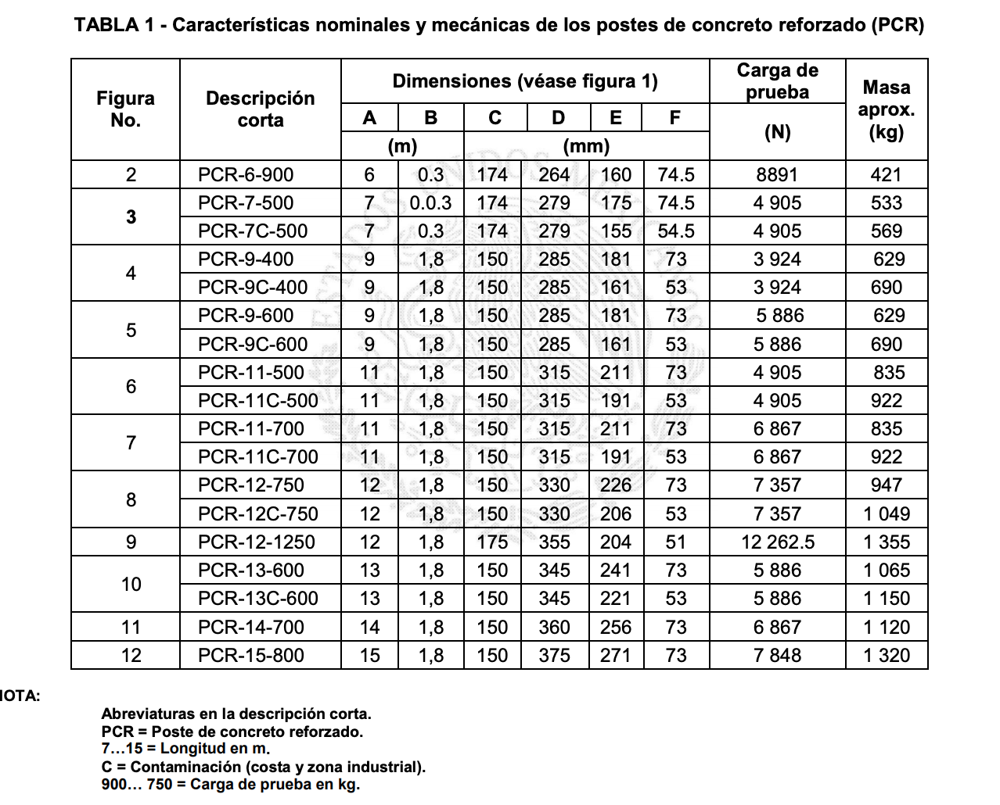 TABLA 1 - Características nominales y mecánicas de los postes de concreto reforzado (PCR)
Figura No. Descripción corta Dimensiones (véase figura 1) Carga de prueba Masa aprox. (kg)
A B C D E F (N)
(m) (mm)
2 PCR-6-900 6 0.3 174 264 160 74.5 8891 421
3 PCR-7-500 7 0.0.3 174 279 175 74.5 4 905 533
PCR-7C-500 7 0.3 174 279 155 54.5 4 905 569
4 PCR-9-400 9 1,8 150 285 181 73 3 924 629
PCR-9C-400 9 1,8 150 285 161 53 3 924 690
5 PCR-9-600 9 1,8 150 285 181 73 5 886 629
PCR-9C-600 9 1,8 150 285 161 53 5 886 690
6 PCR-11-500 11 1,8 150 315 211 73 4 905 835
PCR-11C-500 11 1,8 150 315 191 53 4 905 922
7 PCR-11-700 11 1,8 150 315 211 73 6 867 835
PCR-11C-700 11 1,8 150 315 191 53 6 867 922
8 PCR-12-750 12 1,8 150 330 226 73 7 357 947
PCR-12C-750 12 1,8 150 330 206 53 7 357 1 049
9 PCR-12-1250 12 1,8 175 355 204 51 12 262.5 1 355
10 PCR-13-600 13 1,8 150 345 241 73 5 886 1 065
PCR-13C-600 13 1,8 150 345 221 53 5 886 1 150
11 PCR-14-700 14 1,8 150 360 256 73 6 867 1 120
12 PCR-15-800 15 1,8 150 375 271 73 7 848 1 320
ESTADOS UNIDOS MEXICANOS
IOTA:
Abreviaturas en la descripción corta.
PCR = Poste de concreto reforzado.
7…15 = Longitud en m.
C = Contaminación (costa y zona industrial).
900… 750 = Carga de prueba en kg.